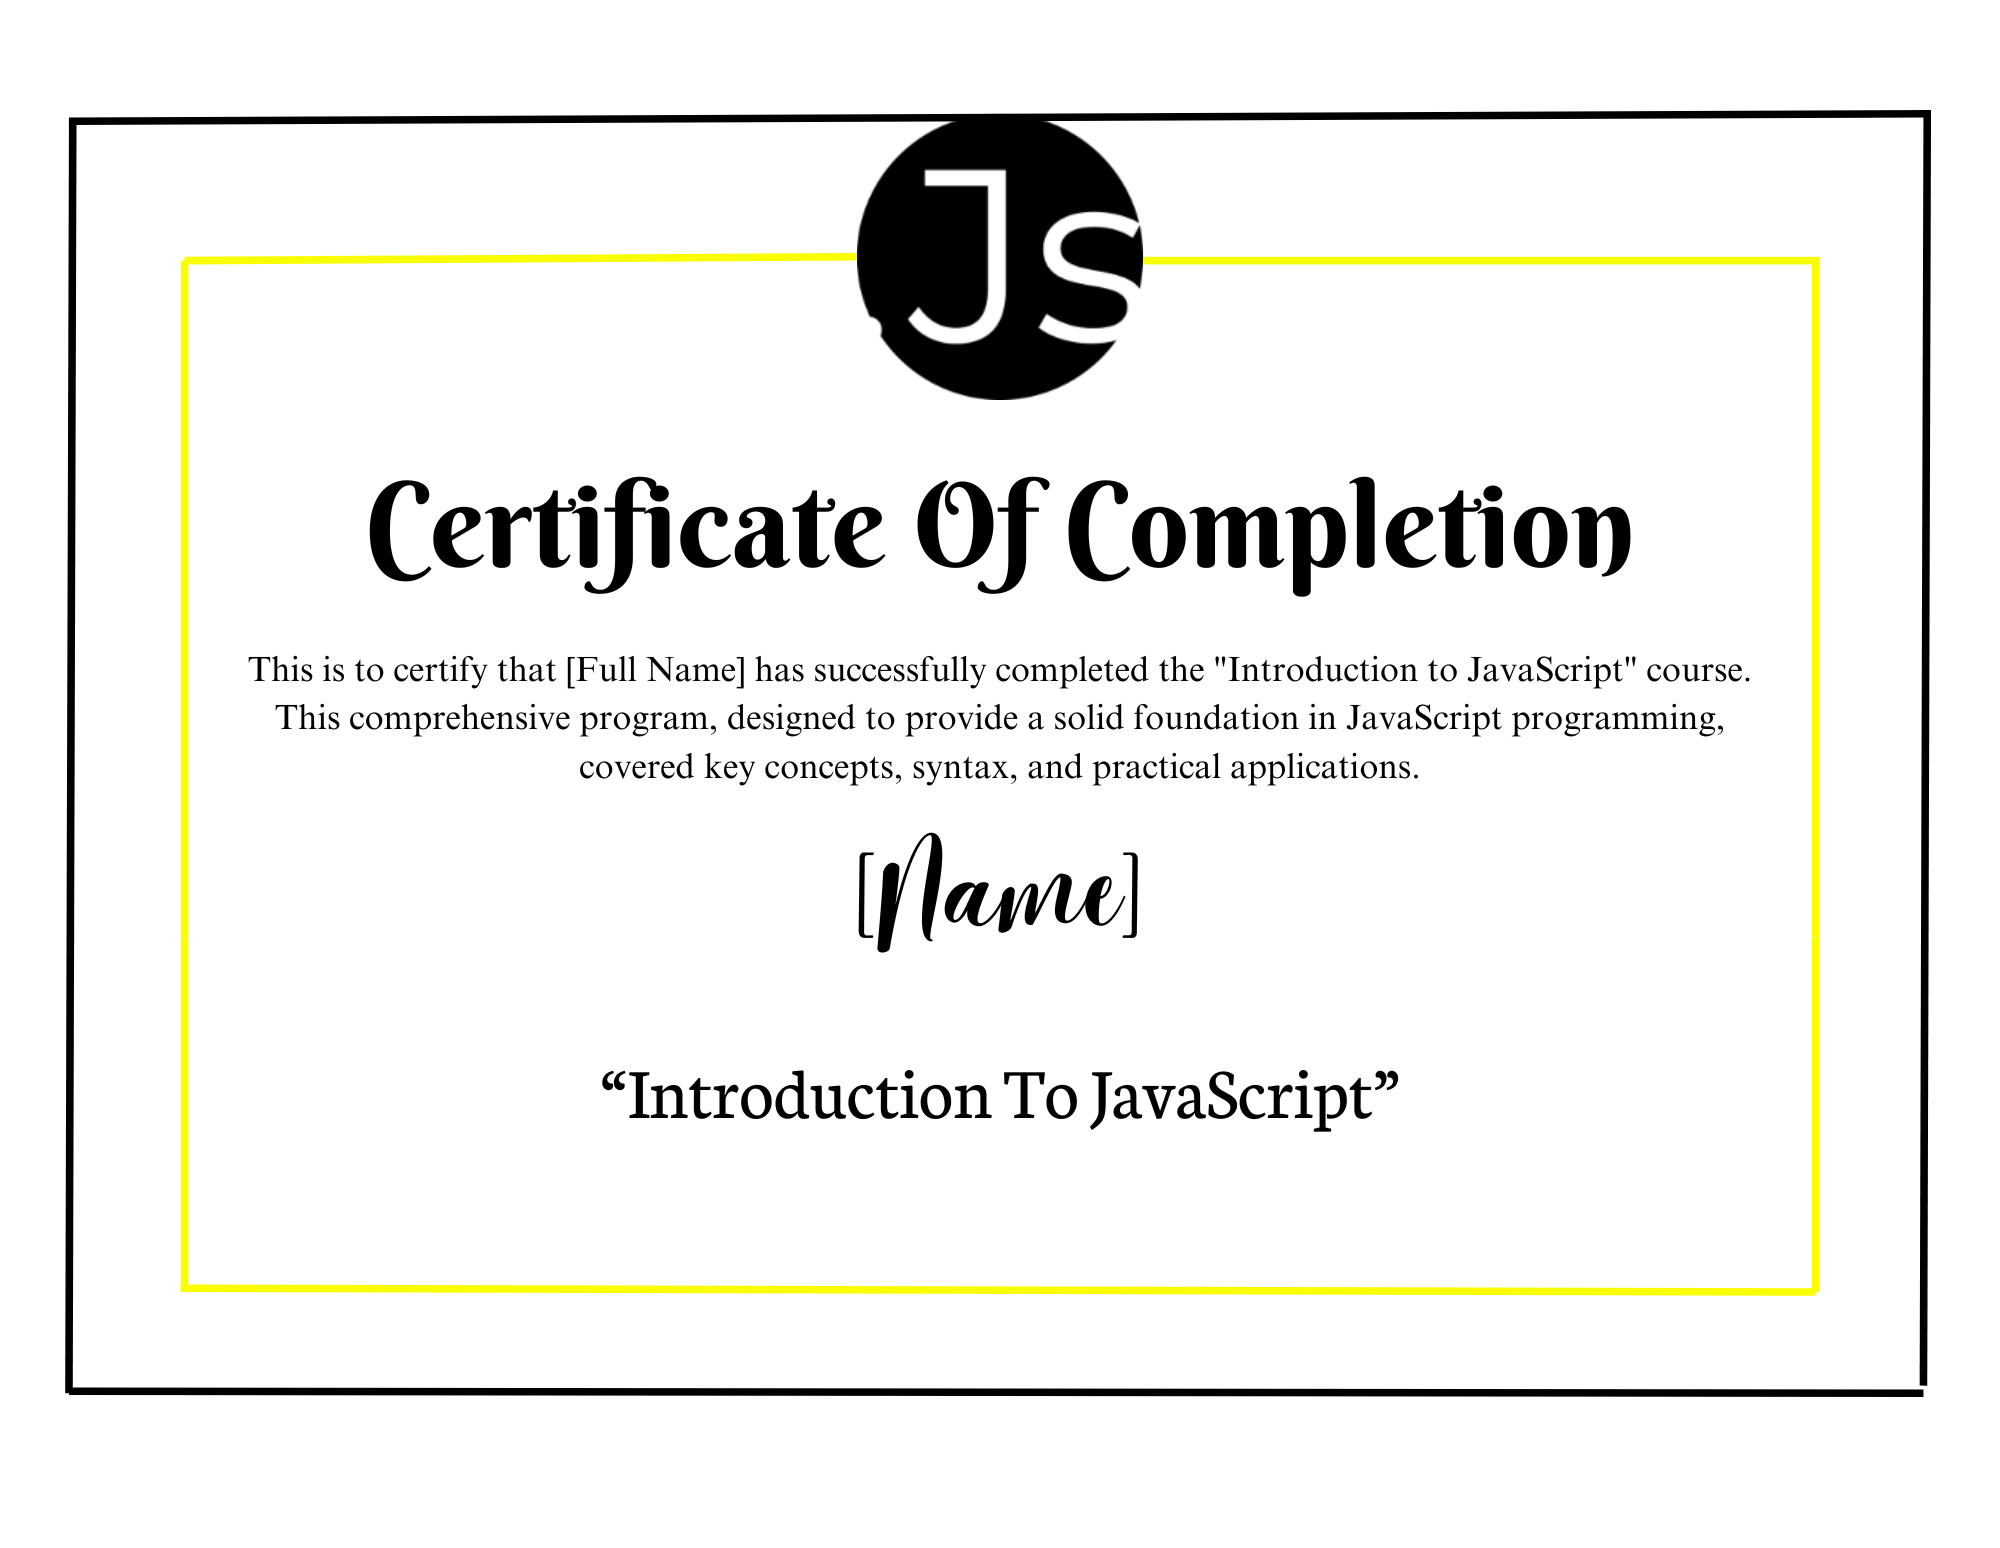 Js
Certificate Of Completion
This is to certify that [Full Name] has successfully completed the "Introduction to JavaScript" course.
This comprehensive program, designed to provide a solid foundation in JavaScript programming,
covered key concepts, syntax, and practical applications.
[Name]
“Introduction To JavaScript”